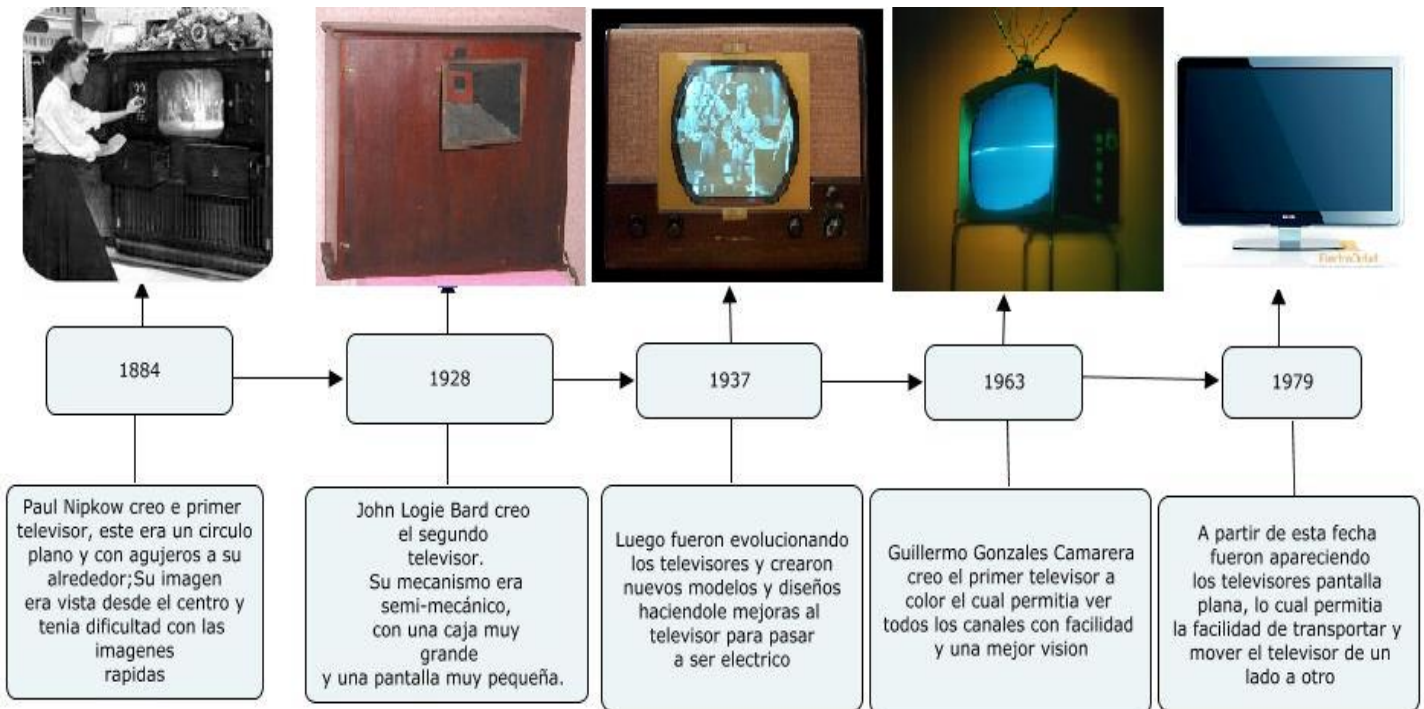 1884
1928
1937
1963
1979
Paul Nipkow creo e primer
televisor, este era un circulo
plano y con agujeros a su
alrededor;Su imagen
era vista desde el centro y
tenia dificultad con las
imagenes
rapidas
John Logie Bard creo
el segundo
televisor.
Su mecanismo era
semi-mecánico,
con una caja muy
grande
y una pantalla muy pequeña.
Luego fueron evolucionando
los televisores y crearon
nuevos modelos y diseños
haciendole mejoras al
televisor para pasar
a ser electrico
Guillermo Gonzales Camarera
creo el primer televisor a
color el cual permitia ver
todos los canales con facilidad
y una mejor vision
A partir de esta fecha
fueron apareciendo
los televisores pantalla
plana, lo cual permitia
la facilidad de transportar y
mover el televisor de un
lado a otro